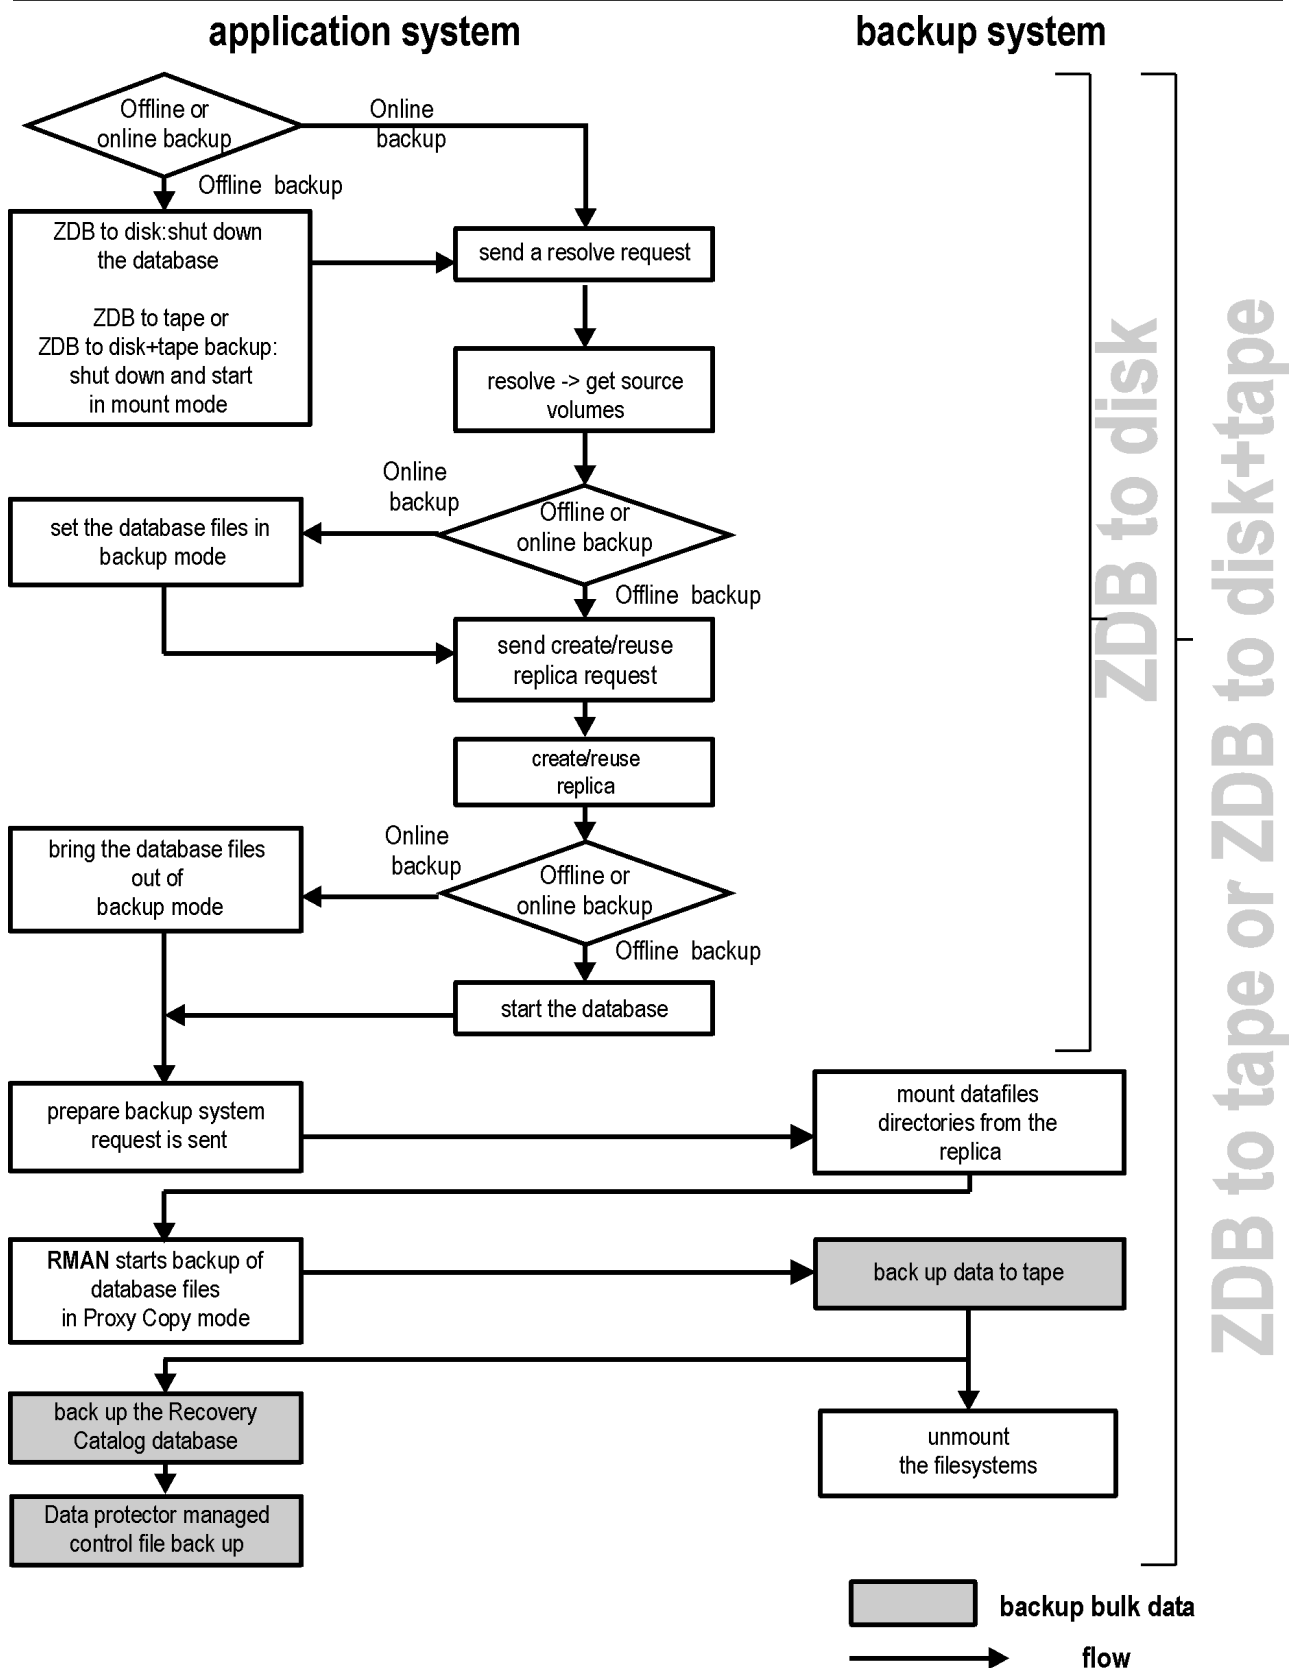 application system
backup system
Offline or
online backup
Online
backup
Offline backup
ZDB to disk:shut down
the database
ZDB to tape or
ZDB to disk+tape backup:
shut down and start
in mount mode
send a resolve request
resolve -> get source
volumes
Online
backup
Offline or
online backup
set the database files in
backup mode
Offline backup
send create/reuse
replica request
create/reuse
replica
Online
backup
Offline or
online backup
bring the database files
out of
backup mode
Offline backup
start the database
prepare backup system
request is sent
mount datafiles
directories from the
replica
RMAN starts backup of
database files
in Proxy Copy mode
back up data to tape
back up the Recovery
Catalog database
unmount
the filesystems
Data protector managed
control file back up
ZDB to disk
ZDB to tape or ZDB to disk+tape
backup bulk data
flow